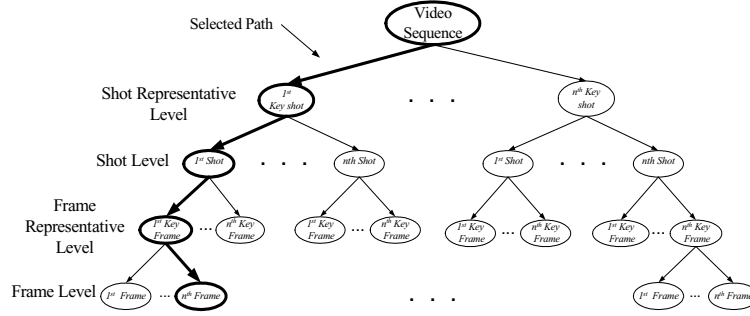 Video
Sequence
Selected Path
Shot Representative
Level
1st
Key shot
. . .
nth Key
shot
Shot Level
1st Shot
. . .
nth Shot
1st Shot
. . .
nth Shot
Frame
Representative
Level
1st Key
Frame
...
nth Key
Frame
1st Key
Frame
...
nth Key
Frame
1st Key
Frame
...
nth Key
Frame
1st Key
Frame
...
nth Key
Frame
Frame Level
1st Frame
...
nth Frame
. . .
1st Frame
...
nth Frame